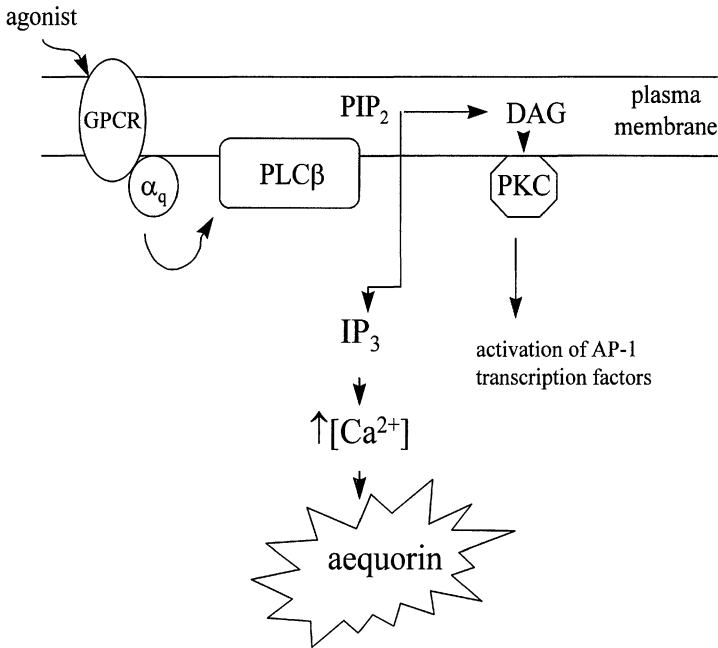 agonist
GPCR
αq
PLCβ
PIP2
DAG
plasma
membrane
PKC
IP3
activation of AP-1
transcription factors
↑[Ca²⁺]
aequorin